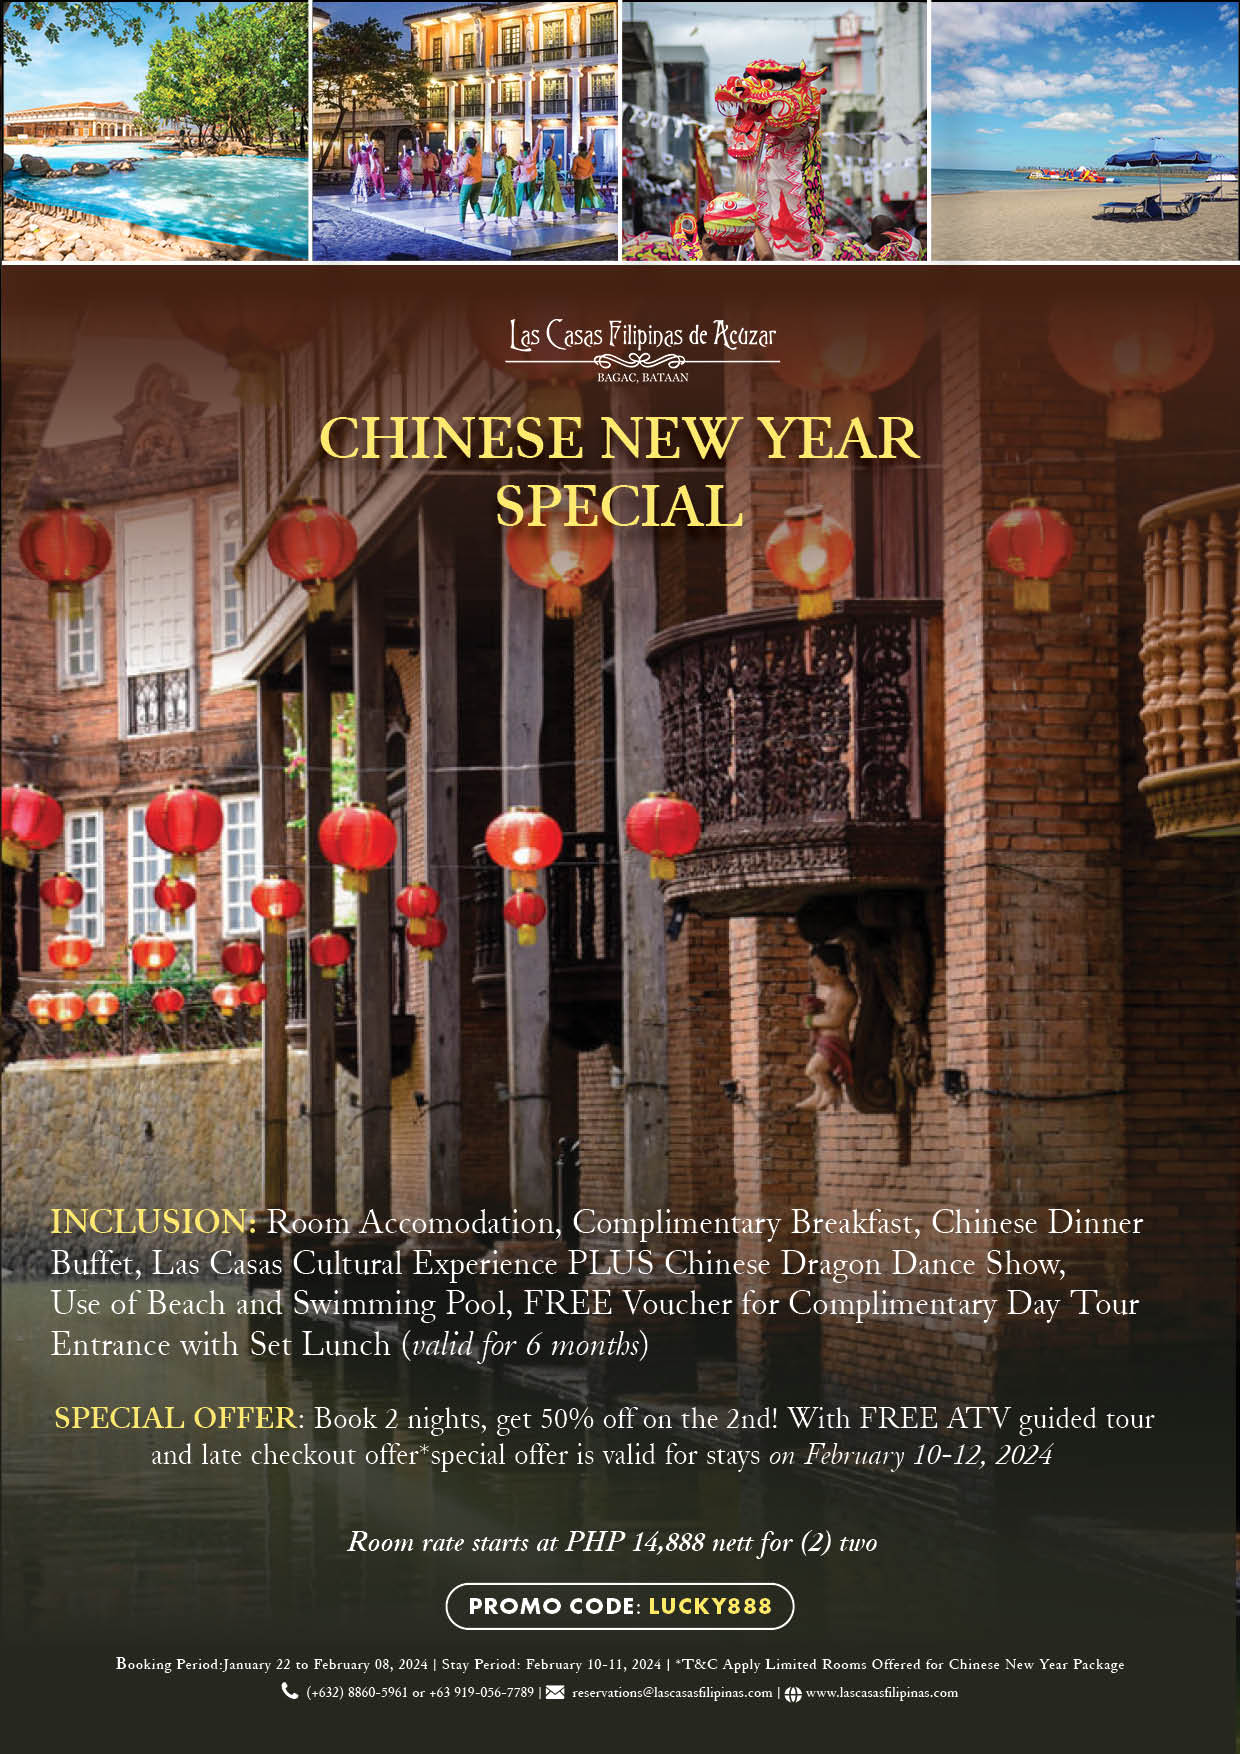 Las Casas Filipinas de Acuzar
BAGAC, BATAAN
CHINESE NEW YEAR
SPECIAL
INCLUSION: Room Accomodation, Complimentary Breakfast, Chinese Dinner
Buffet, Las Casas Cultural Experience PLUS Chinese Dragon Dance Show,
Use of Beach and Swimming Pool, FREE Voucher for Complimentary Day Tour
Entrance with Set Lunch (valid for 6 months)
SPECIAL OFFER: Book 2 nights, get 50% off on the 2nd! With FREE ATV guided tour
and late checkout offer*special offer is valid for stays on February 10-12, 2024
Room rate starts at PHP 14,888 nett for (2) two
PROMO CODE: LUCKY888
Booking Period:January 22 to February 08, 2024 | Stay Period: February 10-11, 2024 | *T&C Apply Limited Rooms Offered for Chinese New Year Package
(+632) 8860-5961 or +63 919-056-7789 | reservations@lascasasfilipinas.com | www.lascasasfilipinas.com